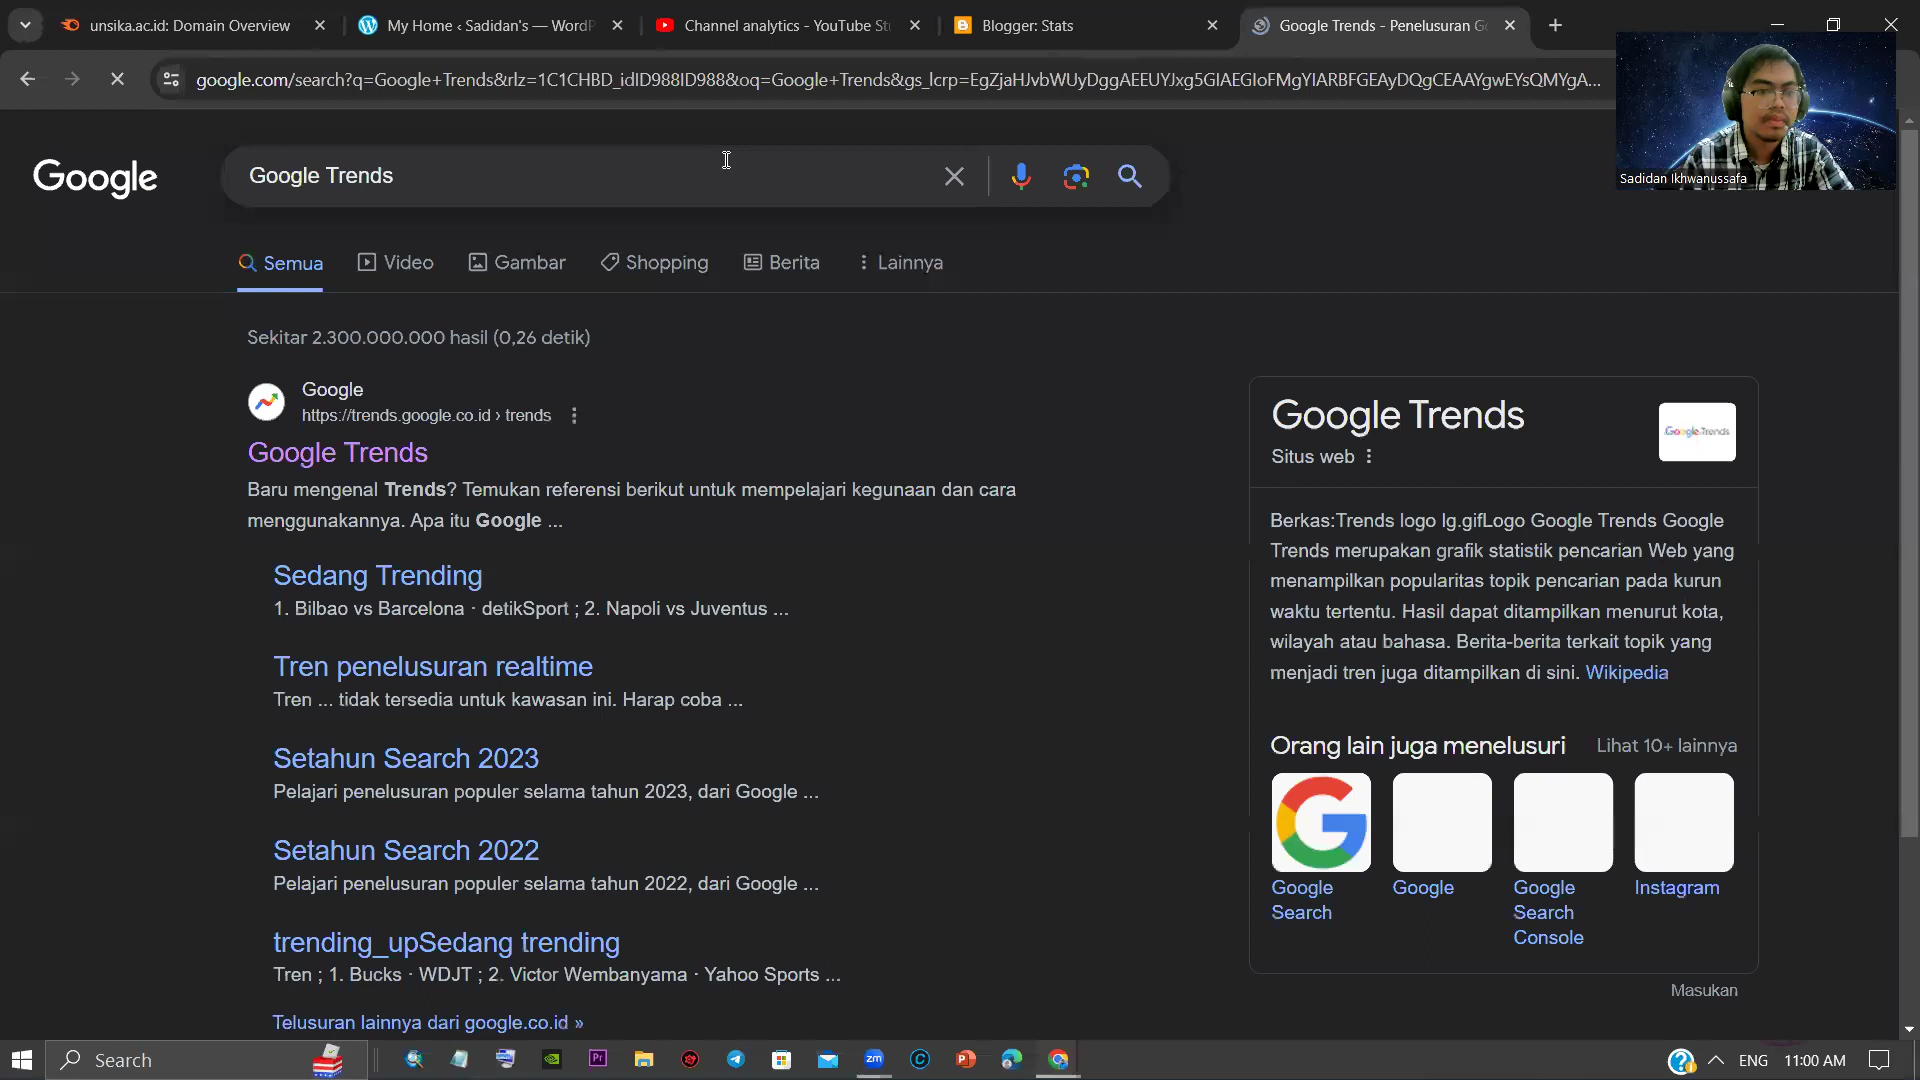 unsika.ac.id: Domain Overview
My Home ‹ Sadidan's — WordP
Channel analytics - YouTube St
Blogger: Stats
Google Trends - Penelusuran G
google.com/search?q=Google+Trends&rlz=1C1CHBD_idID988ID988&oq=Google+Trends&gs_lcrp=EgZjaHJvbWUyDggAEEUYJxg5GIAEGIoFMgYIARBFGEAyDQgCEAAYgwEYsQMYgA...
Sadidan Ikhwanussafa
Google
Google Trends
Semua
Video
Gambar
Shopping
Berita
Lainnya
Sekitar 2.300.000.000 hasil (0,26 detik)
Google
https://trends.google.co.id › trends
Google Trends
Baru mengenal Trends? Temukan referensi berikut untuk mempelajari kegunaan dan cara
menggunakannya. Apa itu Google ...
Sedang Trending
1. Bilbao vs Barcelona · detikSport ; 2. Napoli vs Juventus ...
Tren penelusuran realtime
Tren ... tidak tersedia untuk kawasan ini. Harap coba ...
Setahun Search 2023
Pelajari penelusuran populer selama tahun 2023, dari Google ...
Setahun Search 2022
Pelajari penelusuran populer selama tahun 2022, dari Google ...
trending_upSedang trending
Tren ; 1. Bucks · WDJT ; 2. Victor Wembanyama · Yahoo Sports ...
Telusuran lainnya dari google.co.id »
Google Trends
Situs web
Google Trends
Berkas:Trends logo lg.gifLogo Google Trends Google
Trends merupakan grafik statistik pencarian Web yang
menampilkan popularitas topik pencarian pada kurun
waktu tertentu. Hasil dapat ditampilkan menurut kota,
wilayah atau bahasa. Berita-berita terkait topik yang
menjadi tren juga ditampilkan di sini. Wikipedia
Orang lain juga menelusuri
Lihat 10+ lainnya
Google
Search
Google
Google
Search
Console
Instagram
Masukan
Search
Pr
zm
ENG
11:00 AM